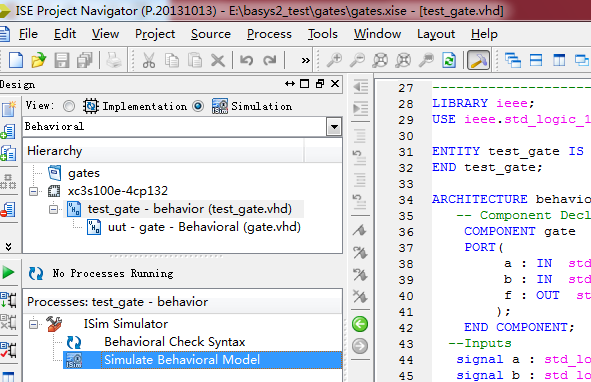 ISE Project Navigator (P.20131013) - E:\basys2_test\gates\gates.xise - [test_gate.vhd]
File Edit View Project Source Process Tools Window Layout Help
Design
View: Implementation Simulation
Behavioral
Hierarchy
gates
xc3s100e-4cp132
test_gate - behavior (test_gate.vhd)
uut - gate - Behavioral (gate.vhd)
No Processes Running
Processes: test_gate - behavior
ISim Simulator
Behavioral Check Syntax
Simulate Behavioral Model
27 --------------------
28 LIBRARY ieee;
29 USE ieee.std_logic_1
30
31 ENTITY test_gate IS
32 END test_gate;
33
34 ARCHITECTURE behavio
35 -- Component Decl
36 COMPONENT gate
37 PORT(
38 a : IN std
39 b : IN std
40 f : OUT st
41 );
42 END COMPONENT;
43 --Inputs
44 signal a : std_lo
45 signal b : std_lo